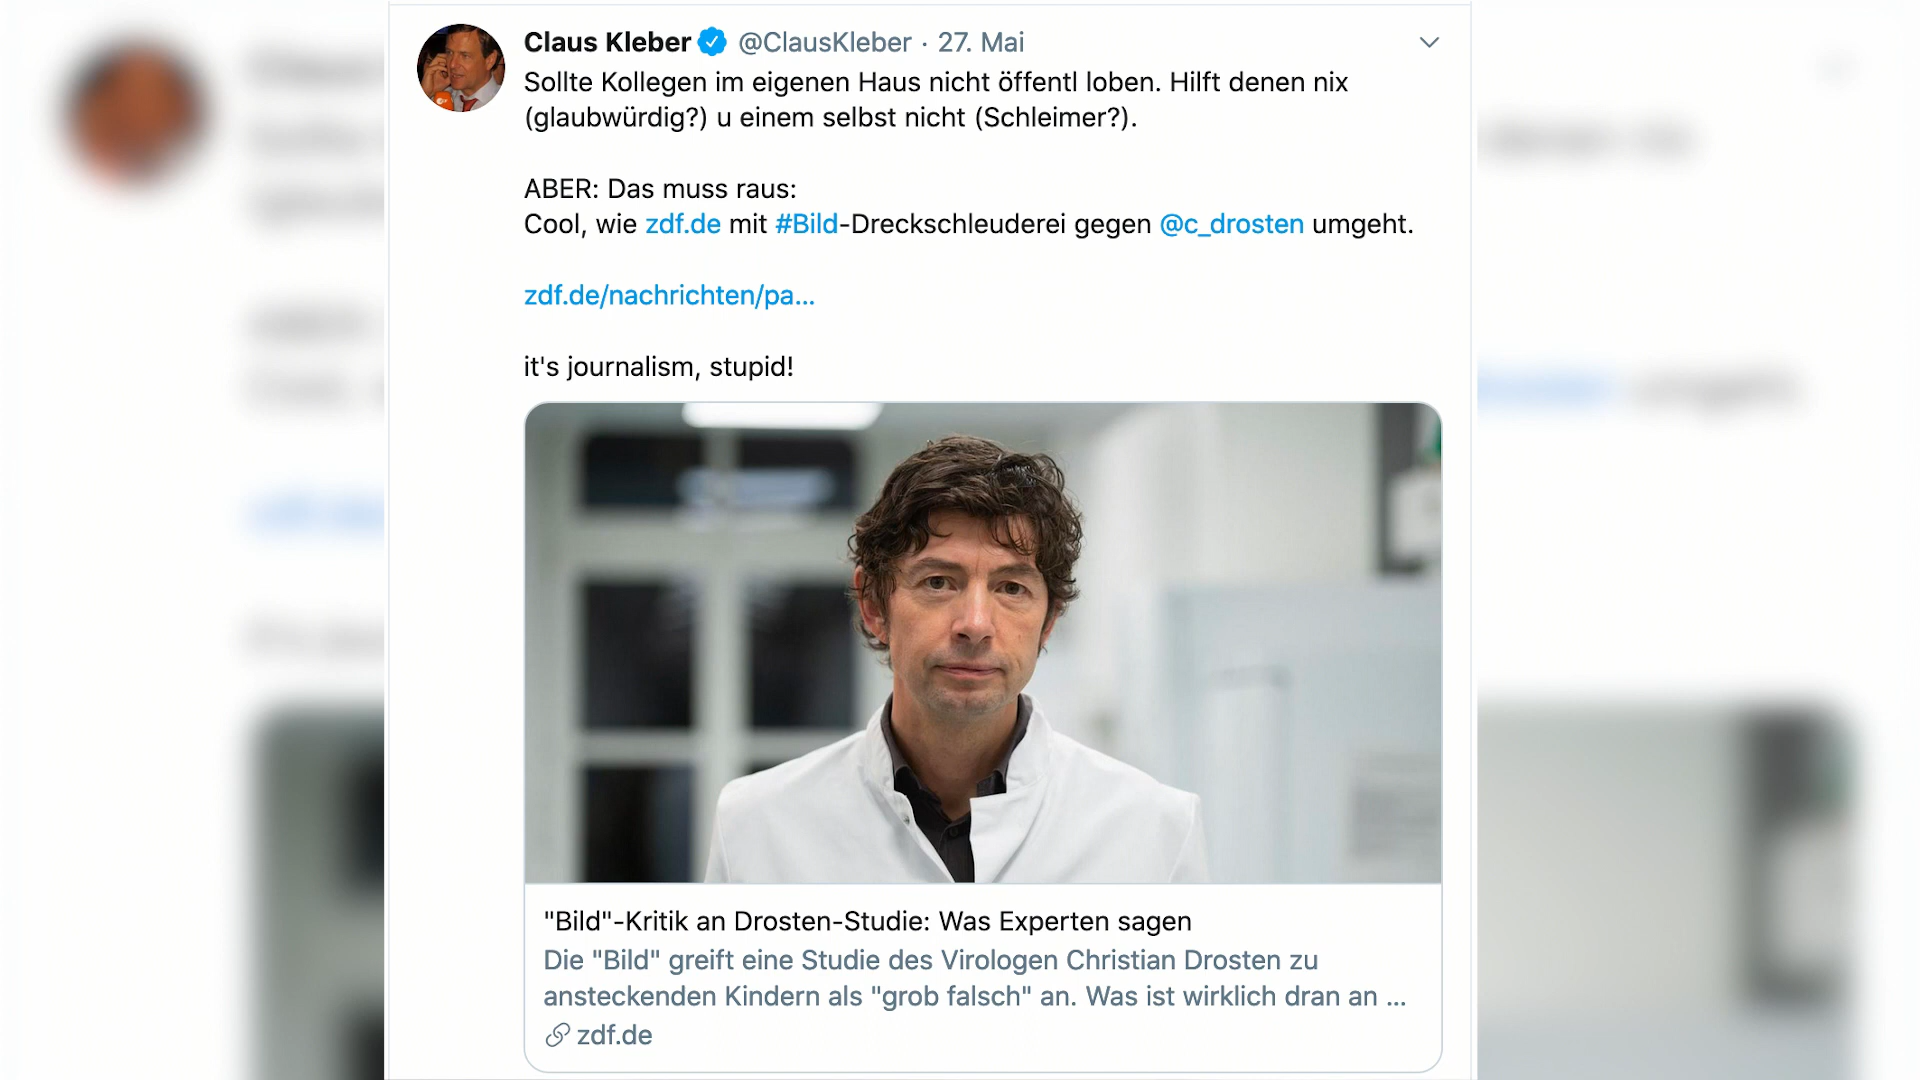 Claus Kleber @ClausKleber · 27. Mai
Sollte Kollegen im eigenen Haus nicht öffentl loben. Hilft denen nix
(glaubwürdig?) u einem selbst nicht (Schleimer?).
ABER: Das muss raus:
Cool, wie zdf.de mit #Bild-Dreckschleuderei gegen @c_drosten umgeht.
zdf.de/nachrichten/pa...
it's journalism, stupid!
"Bild"-Kritik an Drosten-Studie: Was Experten sagen
Die "Bild" greift eine Studie des Virologen Christian Drosten zu
ansteckenden Kindern als "grob falsch" an. Was ist wirklich dran an ...
zdf.de